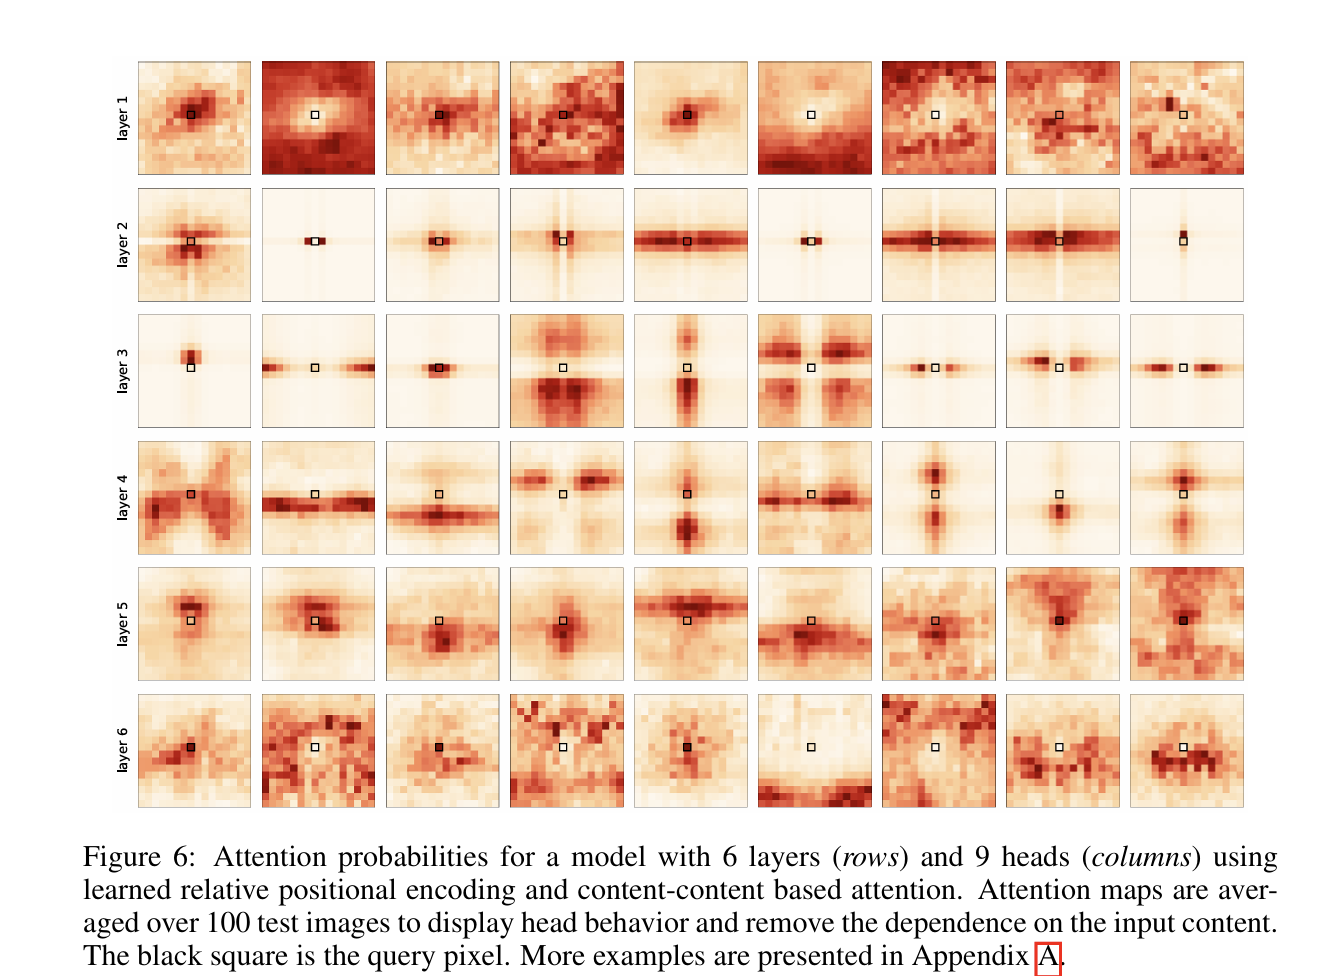 layer 1
layer 2
layer 3
layer 4
layer 5
layer 6
Figure 6: Attention probabilities for a model with 6 layers (rows) and 9 heads (columns) using
learned relative positional encoding and content-content based attention. Attention maps are aver-
aged over 100 test images to display head behavior and remove the dependence on the input content.
The black square is the query pixel. More examples are presented in Appendix A.